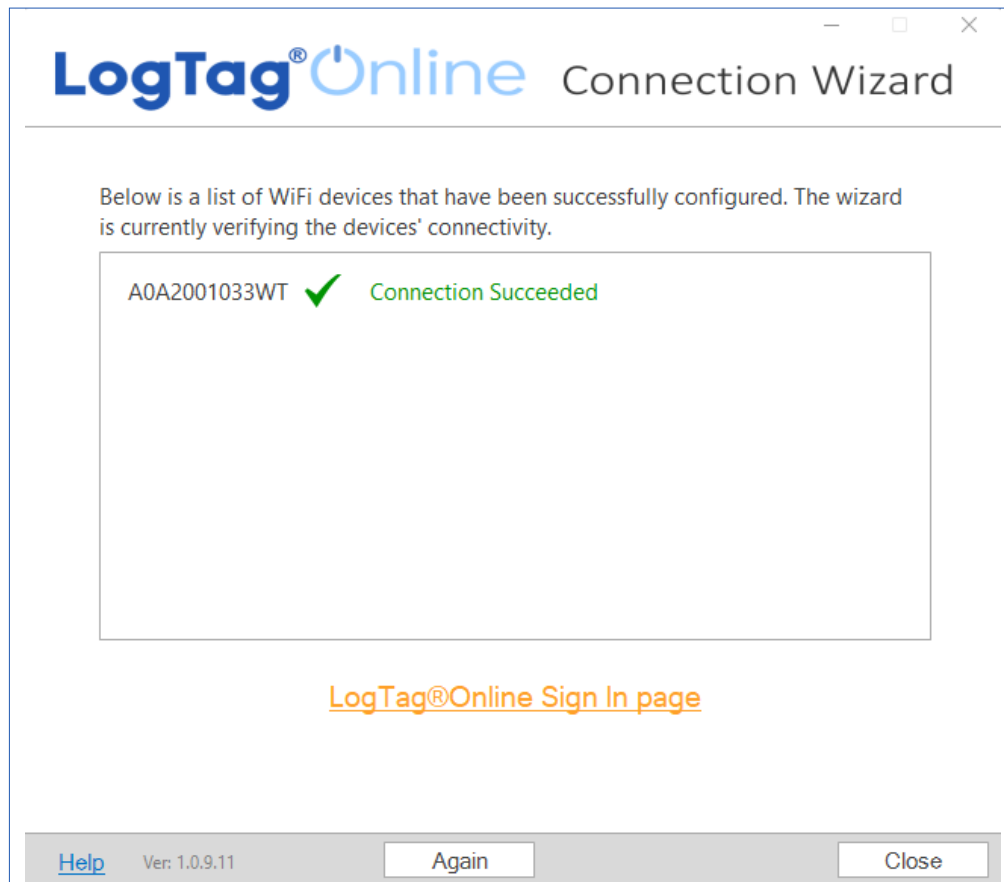 LogTag®Online Connection Wizard
Below is a list of WiFi devices that have been successfully configured. The wizard
is currently verifying the devices' connectivity.
A0A2001033WT Connection Succeeded
LogTag®Online Sign In page
Help Ver: 1.0.9.11 Again Close